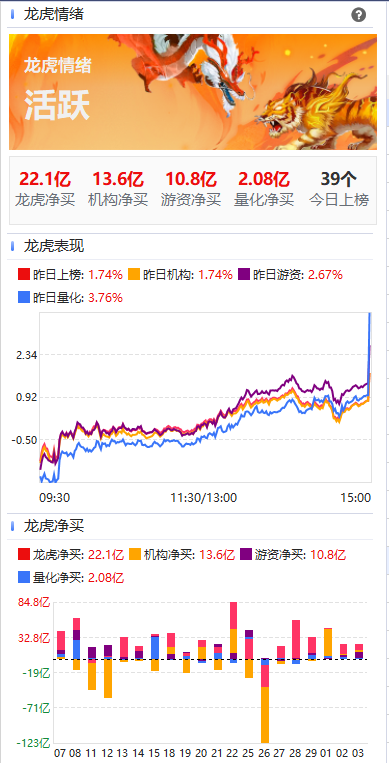 龙虎情绪
?
龙虎情绪
活跃
22.1亿 13.6亿 10.8亿 2.08亿 39个
龙虎净买 机构净买 游资净买 量化净买 今日上榜
龙虎表现
昨日上榜: 1.74% 昨日机构: 1.74% 昨日游资: 2.67%
昨日量化: 3.76%
2.34
0.92
-0.50
09:30 11:30/13:00 15:00
龙虎净买
龙虎净买: 22.1亿 机构净买: 13.6亿 游资净买: 10.8亿
量化净买: 2.08亿
84.8亿
32.8亿
-19亿
-71亿
-123亿
07 08 11 12 13 14 15 18 19 20 21 22 25 26 27 28 29 01 02 03